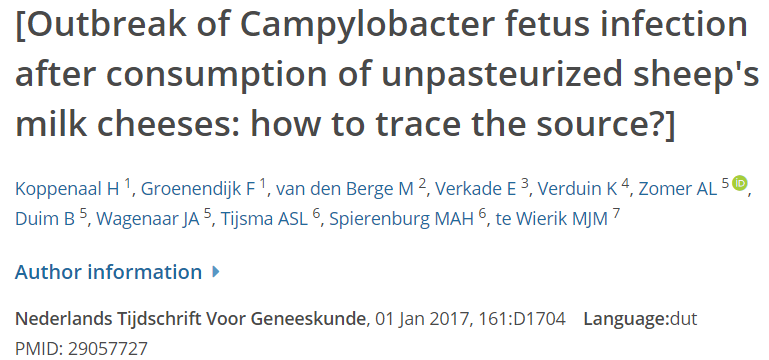 [Outbreak of Campylobacter fetus infection
after consumption of unpasteurized sheep's
milk cheeses: how to trace the source?]
Koppenaal H 1, Groenendijk F 1, van den Berge M 2, Verkade E 3, Verduin K 4, Zomer AL 5 iD,
Duim B 5, Wagenaar JA 5, Tijsma ASL 6, Spierenburg MAH 6, te Wierik MJM 7
Author information
Nederlands Tijdschrift Voor Geneeskunde, 01 Jan 2017, 161:D1704 Language:dut
PMID: 29057727